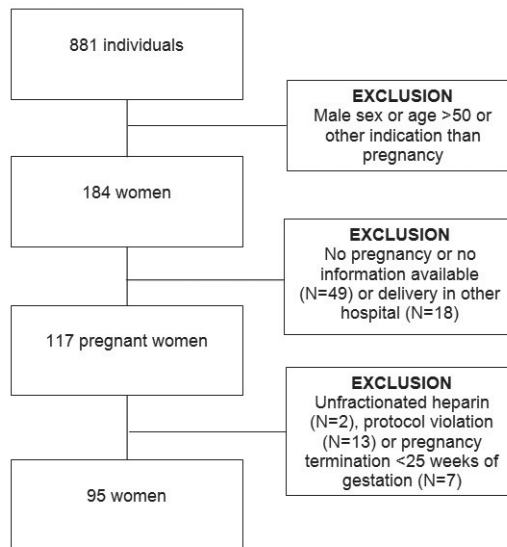 881 individuals
EXCLUSION
Male sex or age >50 or
other indication than
pregnancy
184 women
EXCLUSION
No pregnancy or no
information available
(N=49) or delivery in other
hospital (N=18)
117 pregnant women
EXCLUSION
Unfractionated heparin
(N=2), protocol violation
(N=13) or pregnancy
termination <25 weeks of
gestation (N=7)
95 women